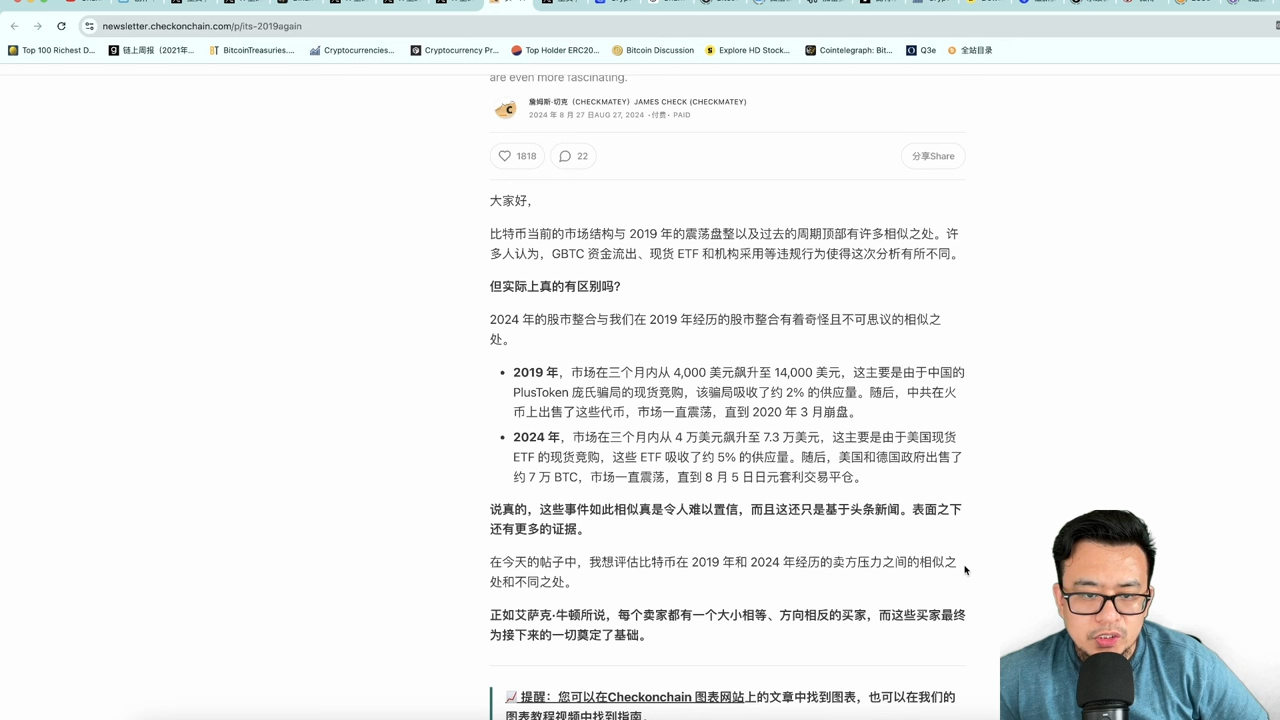 newsletter.checkonchain.com/p/its-2019again
Top 100 Richest D... 链上周报（2021年... BitcoinTreasuries.... Cryptocurrencies... Cryptocurrency Pr... Top Holder ERC20... Bitcoin Discussion Explore HD Stock... Cointelegraph: Bit... Q3e 全站目录
are even more fascinating.
詹姆斯·切克（CHECKMATEY）JAMES CHECK (CHECKMATEY)
2024 年 8 月 27 日AUG 27, 2024 ·付费· PAID
1818 22 分享Share
大家好，
比特币当前的市场结构与 2019 年的震荡盘整以及过去的周期顶部有许多相似之处。许
多人认为，GBTC 资金流出、现货 ETF 和机构采用等违规行为使得这次分析有所不同。
但实际上真的有区别吗?
2024 年的股市整合与我们在 2019 年经历的股市整合有着奇怪且不可思议的相似之
处。
• 2019 年，市场在三个月内从 4,000 美元飙升至 14,000 美元，这主要是由于中国的
PlusToken 庞氏骗局的现货竞购，该骗局吸收了约 2% 的供应量。随后，中共在火
币上出售了这些代币，市场一直震荡，直到 2020 年 3 月崩盘。
• 2024 年，市场在三个月内从 4 万美元飙升至 7.3 万美元，这主要是由于美国现货
ETF 的现货竞购，这些 ETF 吸收了约 5% 的供应量。随后，美国和德国政府出售了
约 7 万 BTC，市场一直震荡，直到 8 月 5 日日元套利交易平仓。
说真的，这些事件如此相似真是令人难以置信，而且这还只是基于头条新闻。表面之下
还有更多的证据。
在今天的帖子中，我想评估比特币在 2019 年和 2024 年经历的卖方压力之间的相似之
处和不同之处。
正如艾萨克·牛顿所说，每个卖家都有一个大小相等、方向相反的买家，而这些买家最终
为接下来的一切奠定了基础。
提醒：您可以在Checkonchain 图表网站上的文章中找到图表，也可以在我们的
图表教程视频中找到指南。